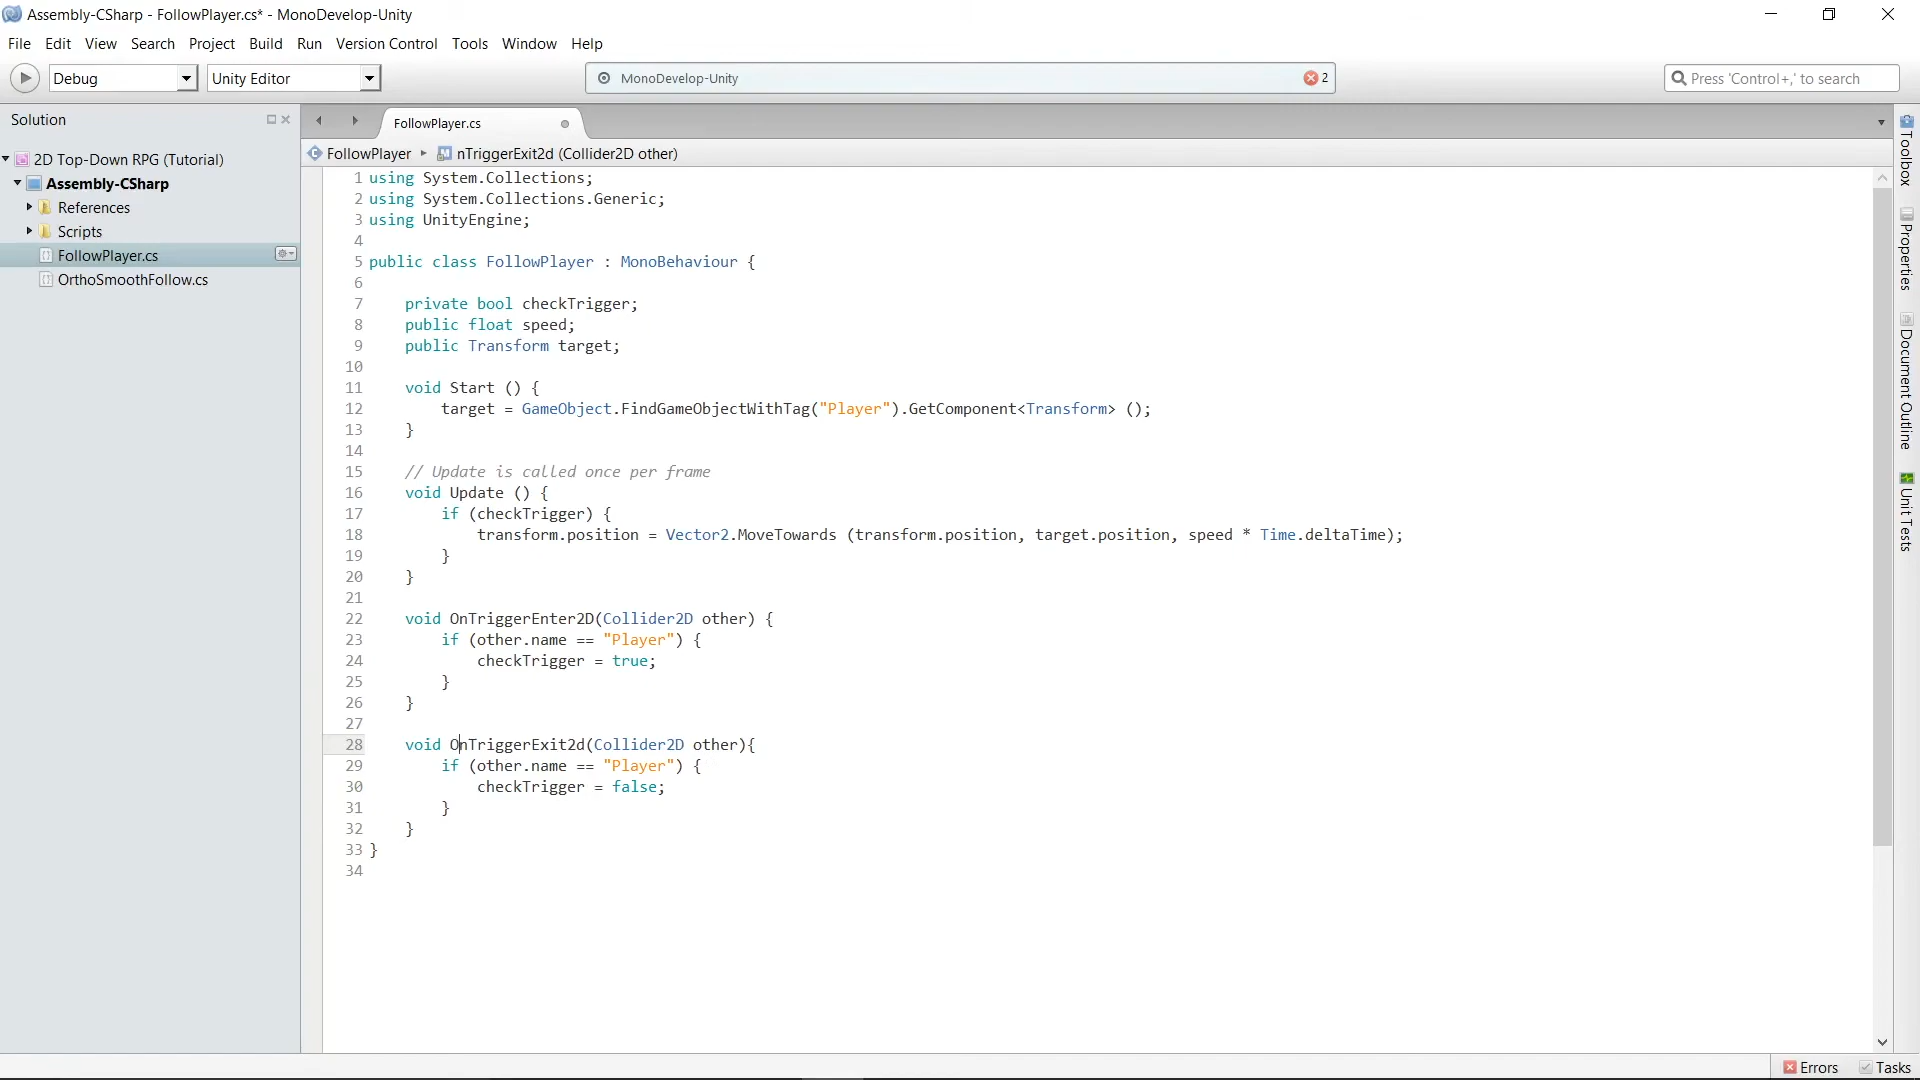 Assembly-CSharp - FollowPlayer.cs* - MonoDevelop-Unity
File Edit View Search Project Build Run Version Control Tools Window Help
Debug Unity Editor MonoDevelop-Unity 2 Press 'Control+,' to search
Solution
2D Top-Down RPG (Tutorial)
Assembly-CSharp
References
Scripts
FollowPlayer.cs
OrthoSmoothFollow.cs
FollowPlayer.cs
FollowPlayer nTriggerExit2d (Collider2D other)
1 using System.Collections;
2 using System.Collections.Generic;
3 using UnityEngine;
4
5 public class FollowPlayer : MonoBehaviour {
6
7     private bool checkTrigger;
8     public float speed;
9     public Transform target;
10
11     void Start () {
12         target = GameObject.FindGameObjectWithTag("Player").GetComponent<Transform> ();
13     }
14
15     // Update is called once per frame
16     void Update () {
17         if (checkTrigger) {
18             transform.position = Vector2.MoveTowards (transform.position, target.position, speed * Time.deltaTime);
19         }
20     }
21
22     void OnTriggerEnter2D(Collider2D other) {
23         if (other.name == "Player") {
24             checkTrigger = true;
25         }
26     }
27
28     void OnTriggerExit2d(Collider2D other){
29         if (other.name == "Player") {
30             checkTrigger = false;
31         }
32     }
33 }
34
Toolbox
Properties
Document Outline
Unit Tests
Errors Tasks